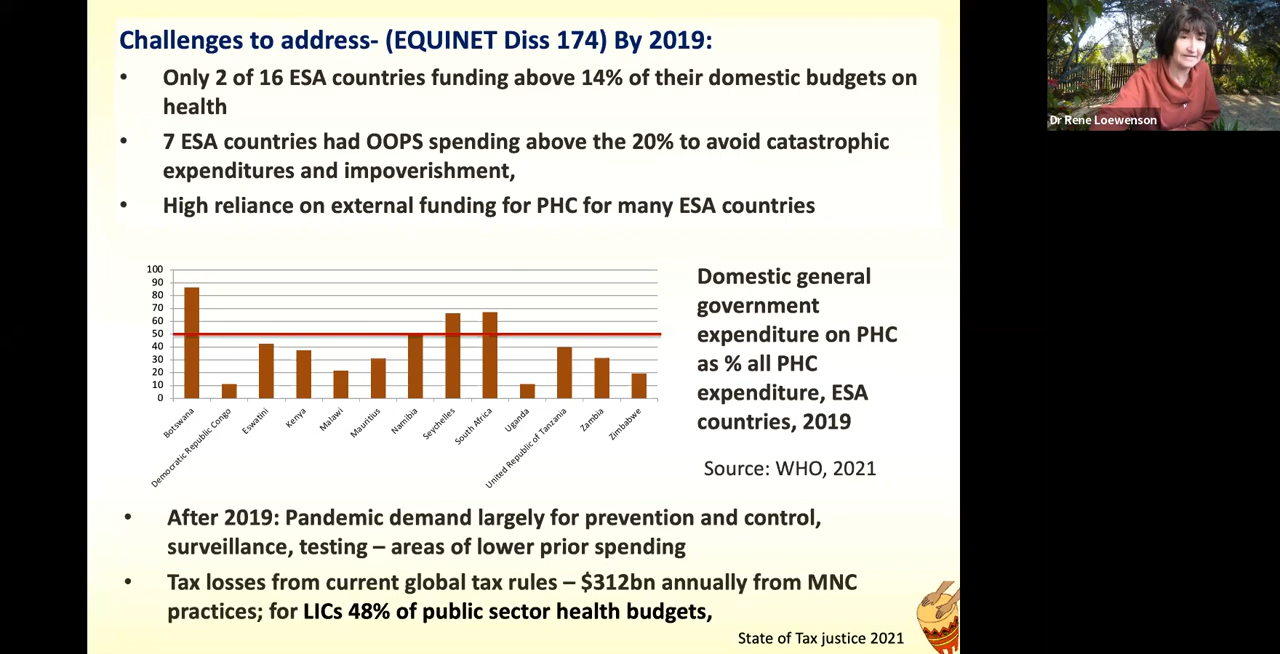 Challenges to address- (EQUINET Diss 174) By 2019:
• Only 2 of 16 ESA countries funding above 14% of their domestic budgets on
health
• 7 ESA countries had OOPS spending above the 20% to avoid catastrophic
expenditures and impoverishment,
• High reliance on external funding for PHC for many ESA countries
100
90
80
70
60
50
40
30
20
10
0
Botswana
Democratic Republic Congo
Eswatini
Kenya
Malawi
Mauritius
Namibia
Seychelles
South Africa
Uganda
United Republic of Tanzania
Zambia
Zimbabwe
Domestic general
government
expenditure on PHC
as % all PHC
expenditure, ESA
countries, 2019
Source: WHO, 2021
• After 2019: Pandemic demand largely for prevention and control,
surveillance, testing – areas of lower prior spending
• Tax losses from current global tax rules – $312bn annually from MNC
practices; for LICs 48% of public sector health budgets,
State of Tax justice 2021
Dr Rene Loewenson